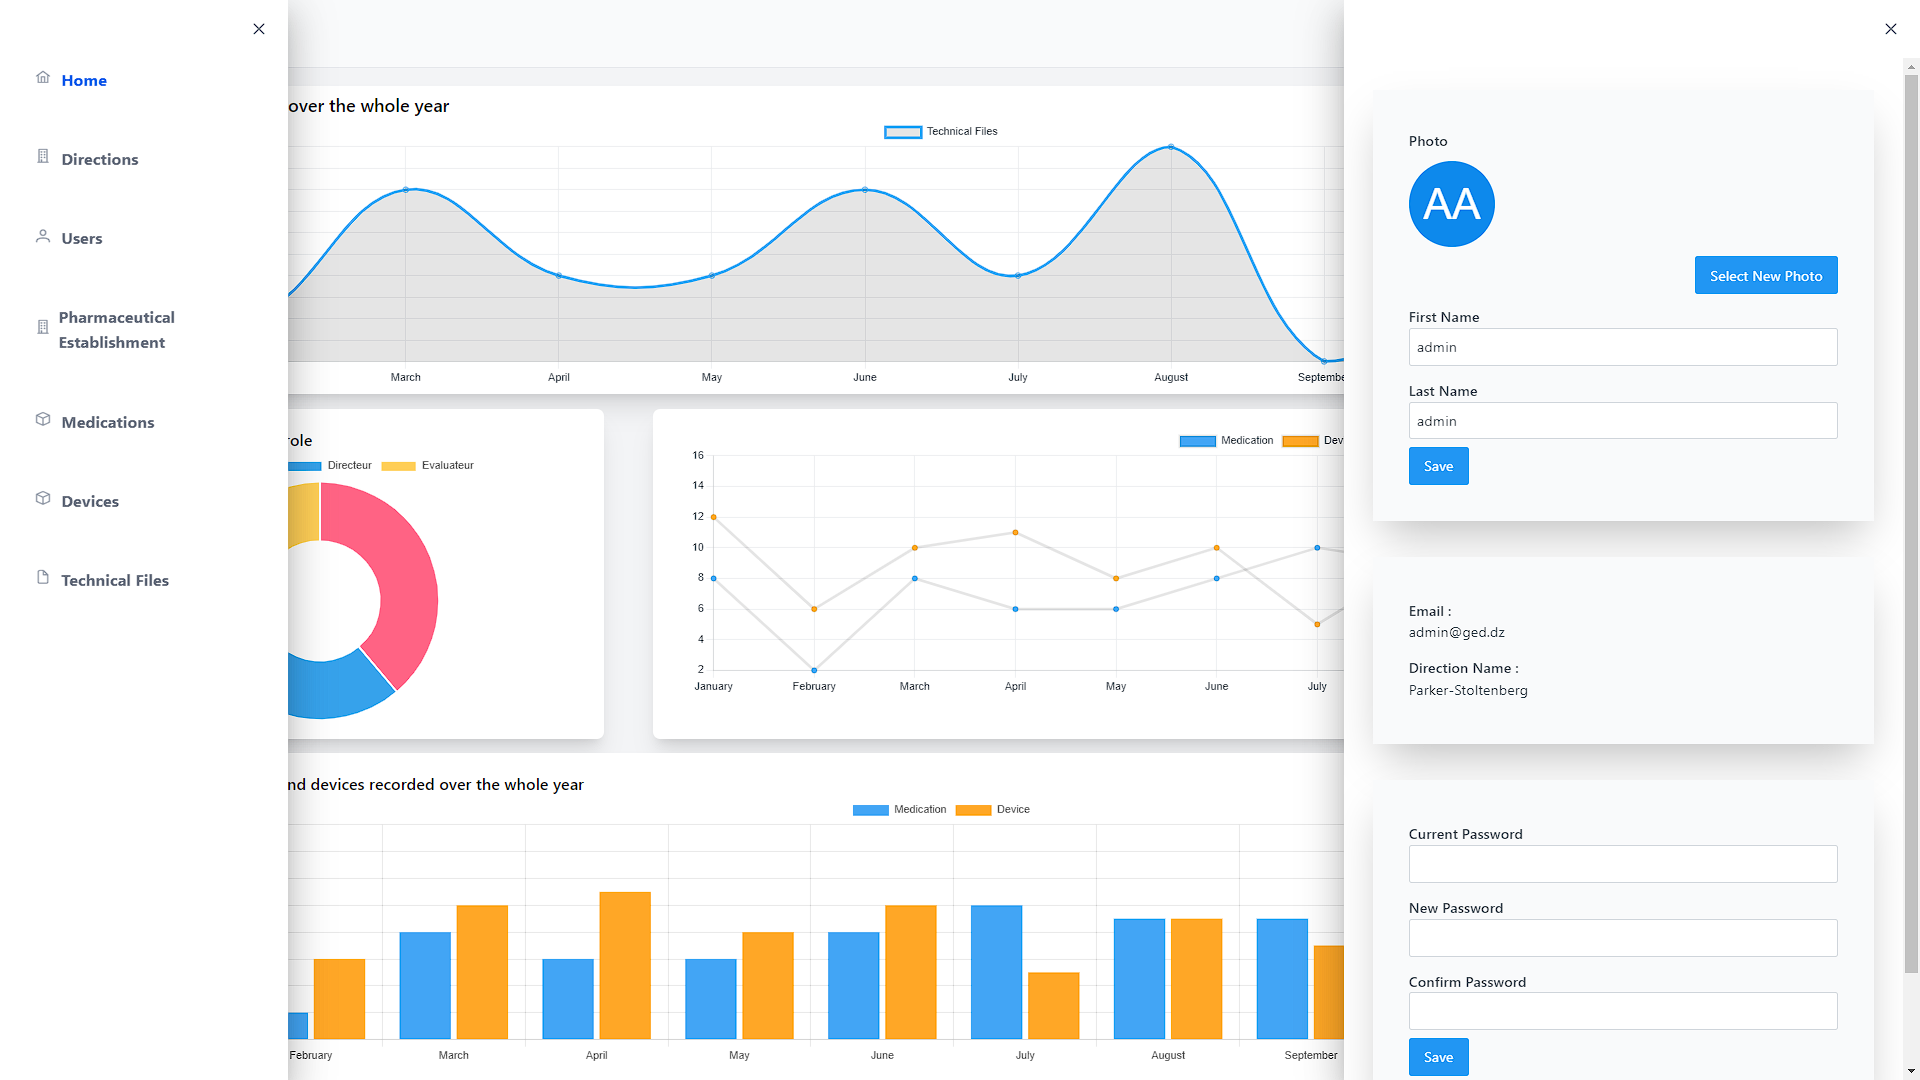 Home
Directions
Users
Pharmaceutical
Establishment
Medications
Devices
Technical Files
over the whole year
Technical Files
March April May June July August Septembe
role
Directeur Evaluateur
Medication Dev
16
14
12
10
8
6
4
2
January February March April May June July
nd devices recorded over the whole year
Medication Device
February March April May June July August September
Photo
AA
Select New Photo
First Name
admin
Last Name
admin
Save
Email :
admin@ged.dz
Direction Name :
Parker-Stoltenberg
Current Password
New Password
Confirm Password
Save